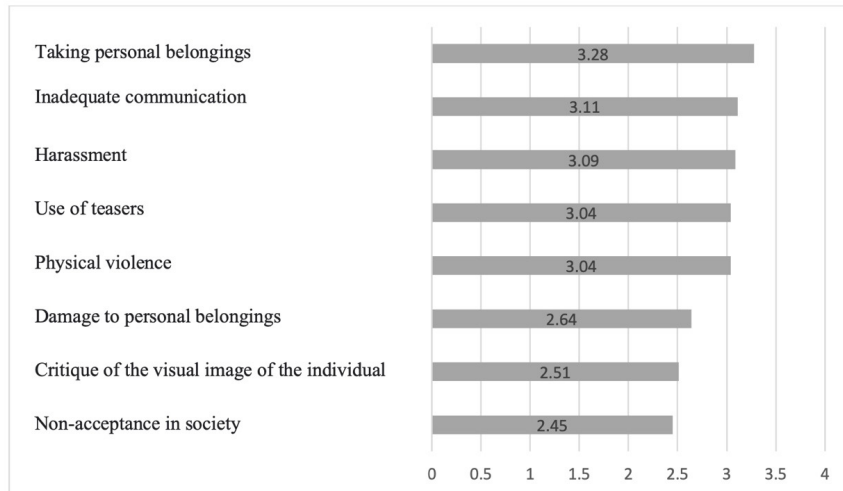 Taking personal belongings 3.28
Inadequate communication 3.11
Harassment 3.09
Use of teasers 3.04
Physical violence 3.04
Damage to personal belongings 2.64
Critique of the visual image of the individual 2.51
Non-acceptance in society 2.45
0 0.5 1 1.5 2 2.5 3 3.5 4